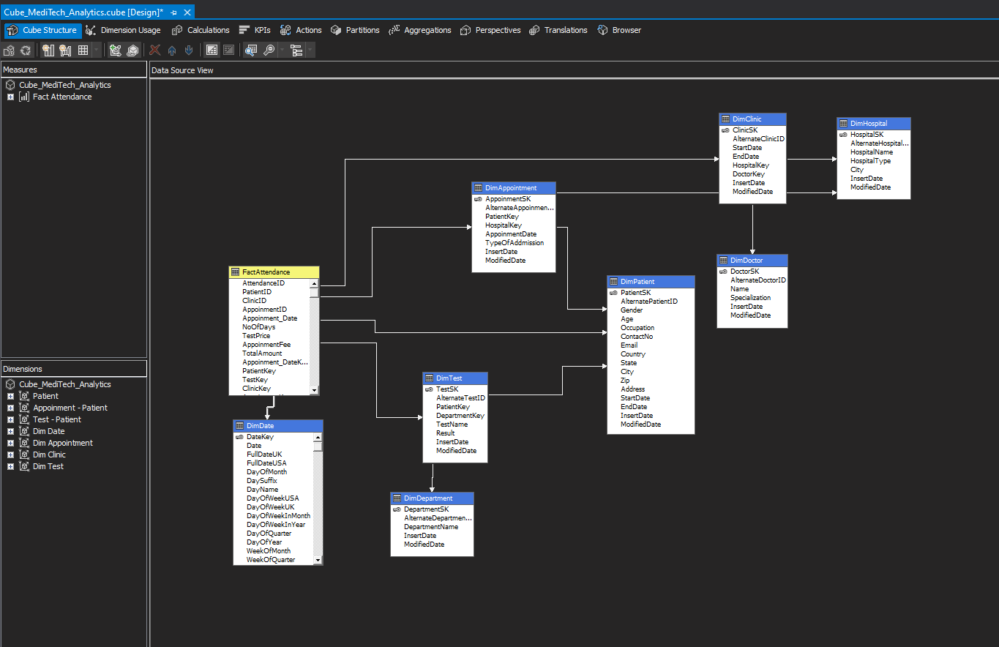 Cube_MediTech_Analytics.cube [Design]*
Cube Structure Dimension Usage Calculations KPIs Actions Partitions Aggregations Perspectives Translations Browser
Measures
Cube_MediTech_Analytics
Fact Attendance
Dimensions
Cube_MediTech_Analytics
Patient
Appoinment - Patient
Test - Patient
Dim Date
Dim Appointment
Dim Clinic
Dim Test
Data Source View
FactAttendance
AttendanceID
PatientID
ClinicID
AppoinmentID
Appoinment_Date
NoOfDays
TestPrice
AppoinmentFee
TotalAmount
Appoinment_DateK...
PatientKey
TestKey
ClinicKey
DimDate
DateKey
Date
FullDateUK
FullDateUSA
DayOfMonth
DaySuffix
DayName
DayOfWeekUSA
DayOfWeekUK
DayOfWeekInMonth
DayOfWeekInYear
DayOfQuarter
DayOfYear
WeekOfMonth
WeekOfQuarter
DimAppointment
AppoinmentSK
AlternateAppoinmen...
PatientKey
HospitalKey
AppoinmentDate
TypeOfAddmission
InsertDate
ModifiedDate
DimTest
TestSK
AlternateTestID
PatientKey
DepartmentKey
TestName
Result
InsertDate
ModifiedDate
DimDepartment
DepartmentSK
AlternateDepartmen...
DepartmentName
InsertDate
ModifiedDate
DimPatient
PatientSK
AlternatePatientID
Gender
Age
Occupation
ContactNo
Email
Country
State
City
Zip
Address
StartDate
EndDate
InsertDate
ModifiedDate
DimClinic
ClinicSK
AlternateClinicID
StartDate
EndDate
HospitalKey
DoctorKey
InsertDate
ModifiedDate
DimDoctor
DoctorSK
AlternateDoctorID
Name
Specialization
InsertDate
ModifiedDate
DimHospital
HospitalSK
AlternateHospital...
HospitalName
HospitalType
City
InsertDate
ModifiedDate